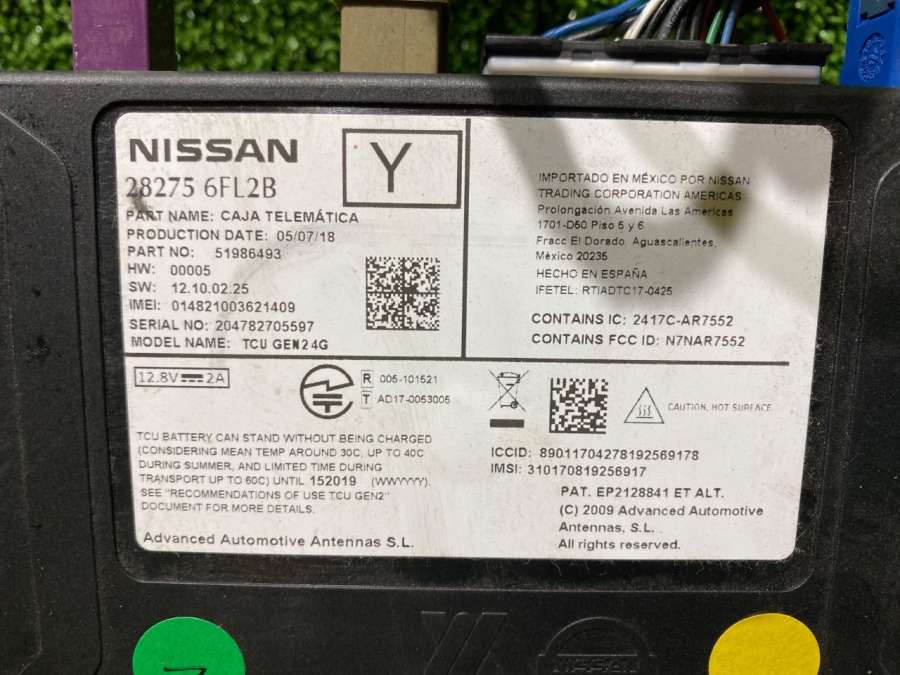 NISSAN
Y
28275 6FL2B
PART NAME: CAJA TELEMÁTICA
PRODUCTION DATE: 05/07/18
PART NO: 51986493
HW: 00005
SW: 12.10.02.25
IMEI: 014821003621409
SERIAL NO: 204782705597
MODEL NAME: TCU GEN2 4G
IMPORTADO EN MÉXICO POR NISSAN
TRADING CORPORATION AMERICAS
Prolongación Avenida Las Americas
1701-D50 Piso 5 y 6
Fracc El Dorado, Aguascalientes,
México 20235
HECHO EN ESPAÑA
IFETEL: RTIADTC17-0425
CONTAINS IC: 2417C-AR7552
CONTAINS FCC ID: N7NAR7552
12.8V 2A
R 005-101521
T AD17-0053005
CAUTION, HOT SURFACE
TCU BATTERY CAN STAND WITHOUT BEING CHARGED
(CONSIDERING MEAN TEMP AROUND 30C, UP TO 40C
DURING SUMMER, AND LIMITED TIME DURING
TRANSPORT UP TO 60C) UNTIL 152019 (WWYYYY).
SEE "RECOMMENDATIONS OF USE TCU GEN2"
DOCUMENT FOR MORE DETAILS.
Advanced Automotive Antennas S.L.
ICCID: 89011704278192569178
IMSI: 310170819256917
PAT. EP2128841 ET ALT.
(C) 2009 Advanced Automotive
Antennas, S.L.
All rights reserved.
NISSAN